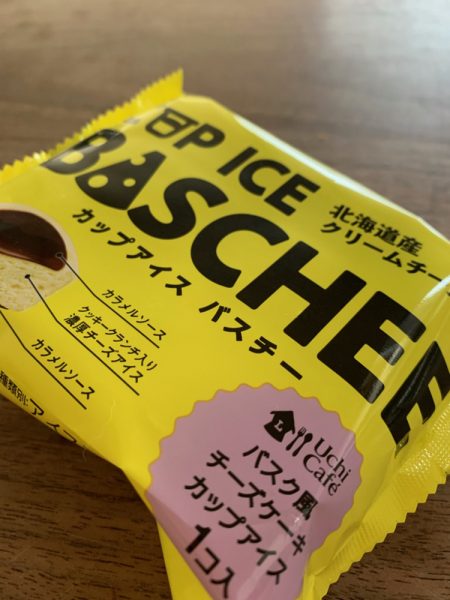 P ICE
BASCHEE
カップアイス バスチー
北海道産
クリームチー
カラメルソース
クッキークランチ入り
濃厚チーズアイス
カラメルソース
種類別
Uchi
Café
バスク風
チーズケーキ
カップアイス
1コ入